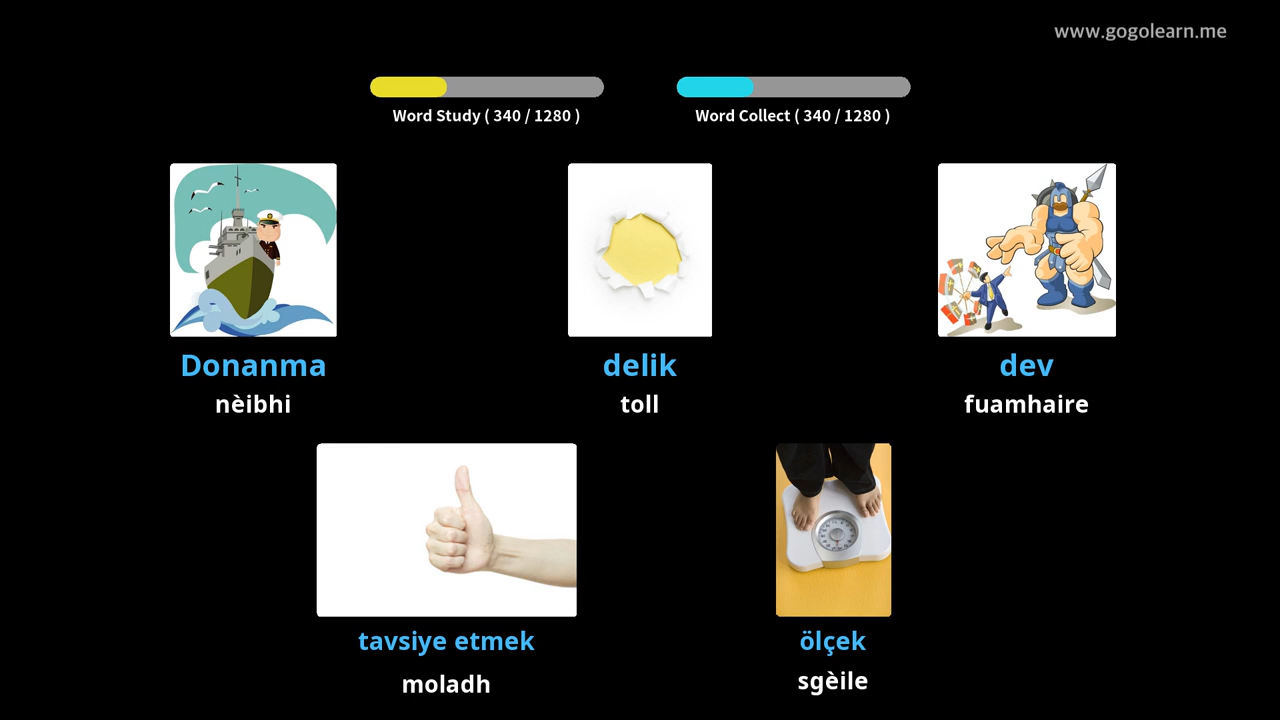 www.gogolearn.me
Word Study ( 340 / 1280 )
Word Collect ( 340 / 1280 )
Donanma
nèibhi
delik
toll
dev
fuamhaire
tavsiye etmek
moladh
ölçek
sgèile